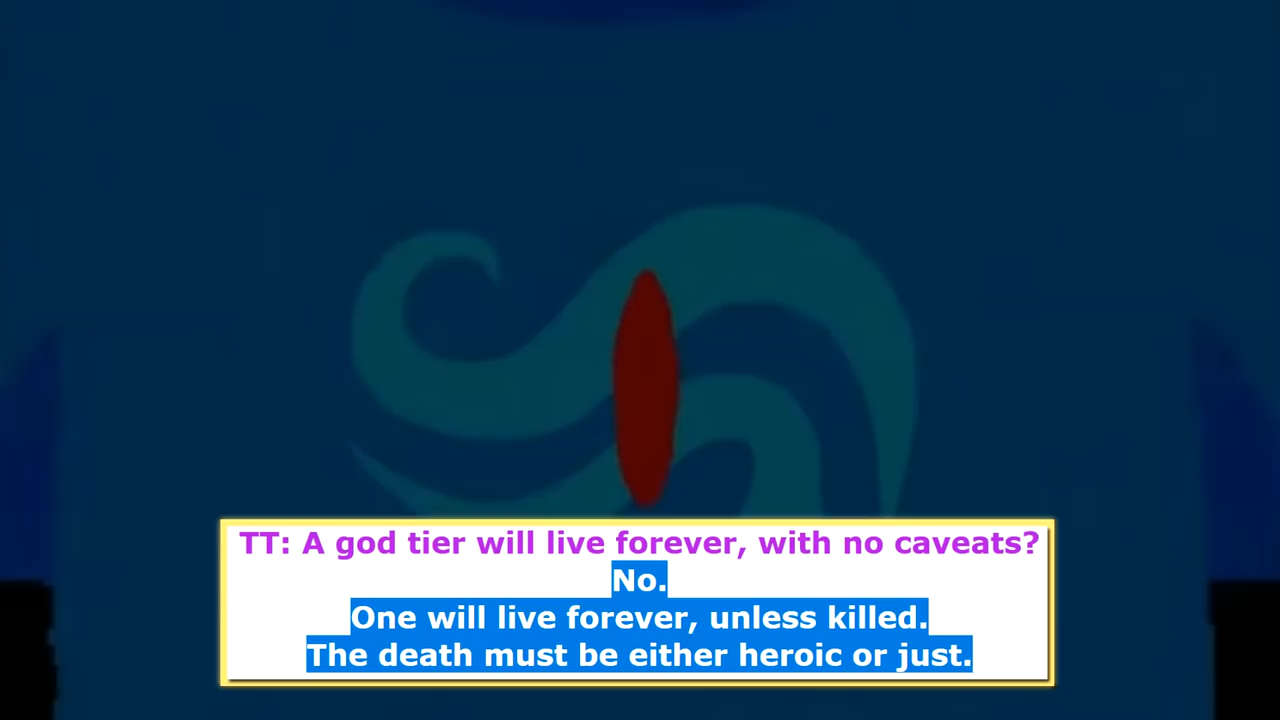 TT: A god tier will live forever, with no caveats?
No.
One will live forever, unless killed.
The death must be either heroic or just.